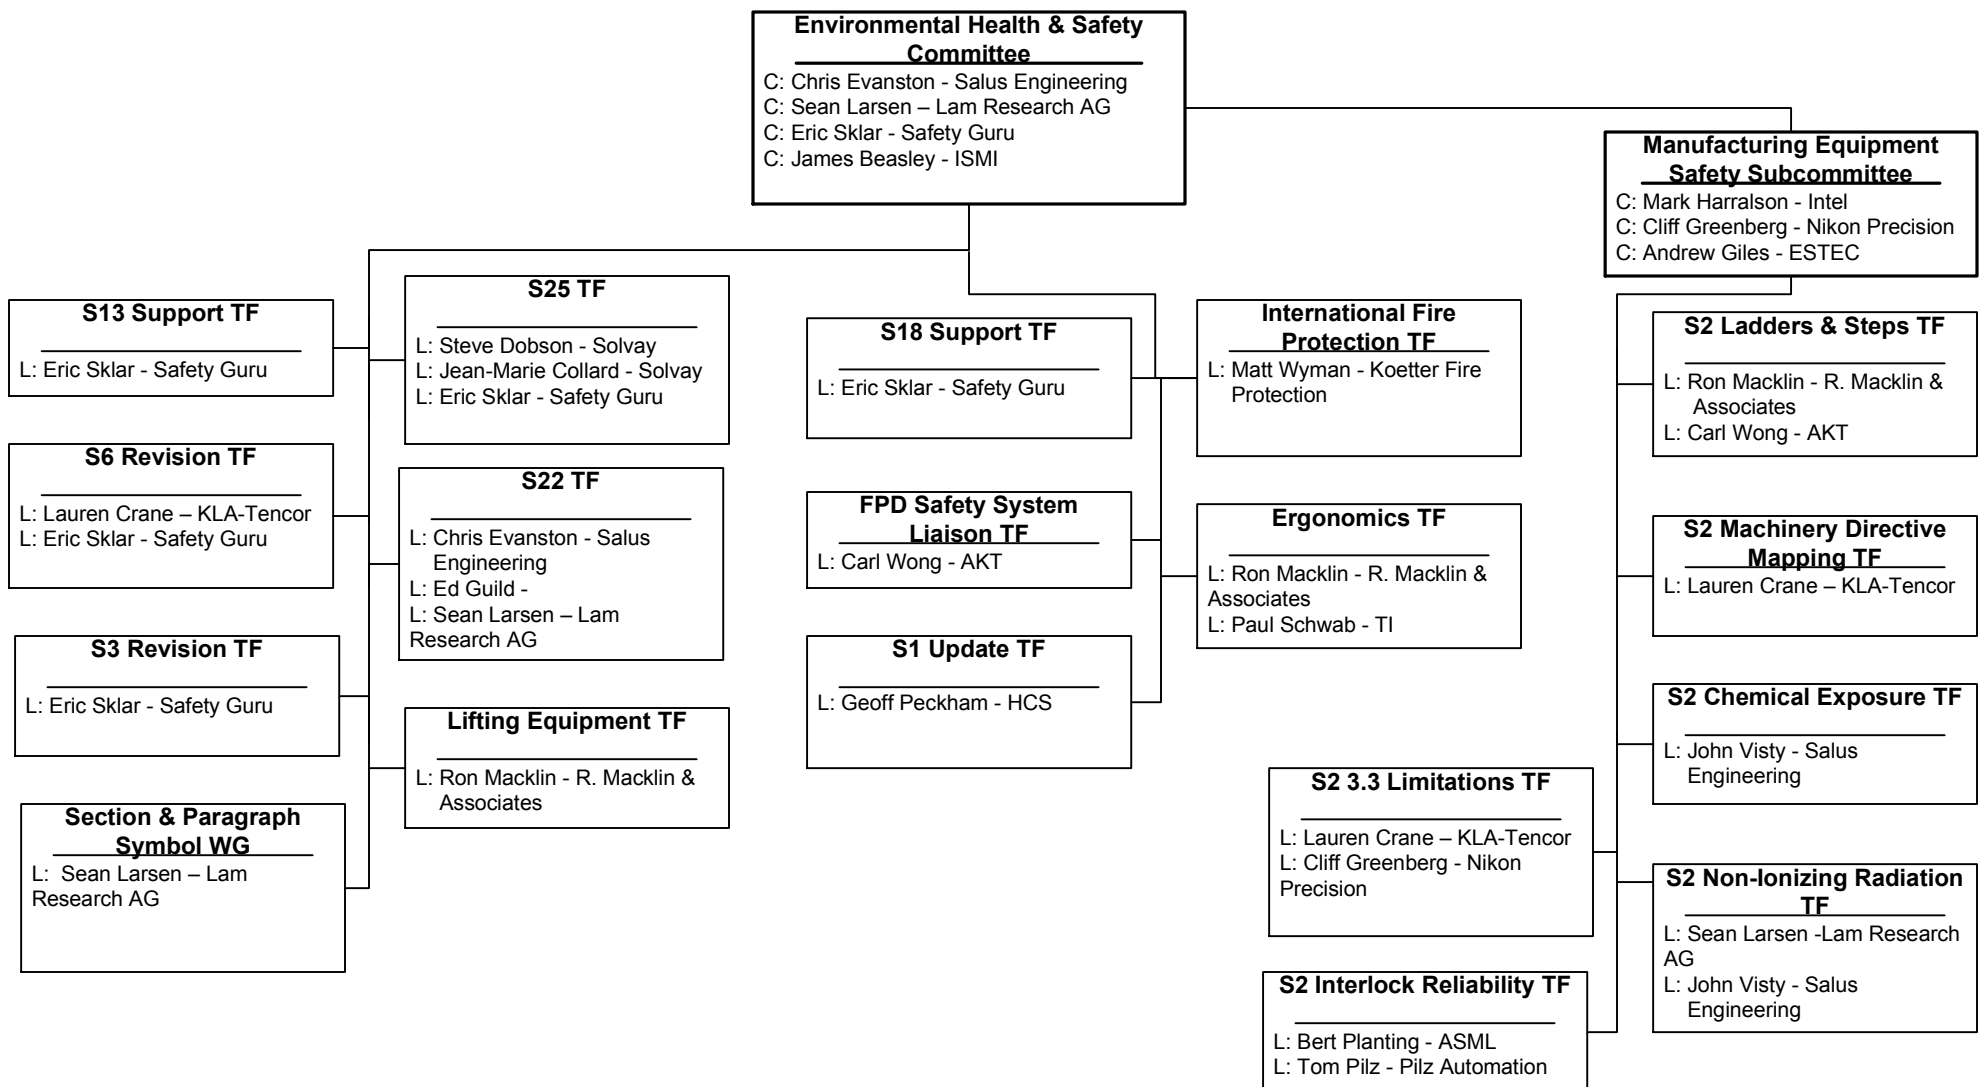 Environmental Health & Safety
Committee
C: Chris Evanston - Salus Engineering
C: Sean Larsen – Lam Research AG
C: Eric Sklar - Safety Guru
C: James Beasley - ISMI
Manufacturing Equipment
Safety Subcommittee
C: Mark Harralson - Intel
C: Cliff Greenberg - Nikon Precision
C: Andrew Giles - ESTEC
S13 Support TF
L: Eric Sklar - Safety Guru
S6 Revision TF
L: Lauren Crane – KLA-Tencor
L: Eric Sklar - Safety Guru
S3 Revision TF
L: Eric Sklar - Safety Guru
Section & Paragraph
Symbol WG
L: Sean Larsen – Lam
Research AG
S25 TF
L: Steve Dobson - Solvay
L: Jean-Marie Collard - Solvay
L: Eric Sklar - Safety Guru
S22 TF
L: Chris Evanston - Salus
Engineering
L: Ed Guild -
L: Sean Larsen – Lam
Research AG
Lifting Equipment TF
L: Ron Macklin - R. Macklin &
Associates
S18 Support TF
L: Eric Sklar - Safety Guru
FPD Safety System
Liaison TF
L: Carl Wong - AKT
S1 Update TF
L: Geoff Peckham - HCS
International Fire
Protection TF
L: Matt Wyman - Koetter Fire
Protection
Ergonomics TF
L: Ron Macklin - R. Macklin &
Associates
L: Paul Schwab - TI
S2 3.3 Limitations TF
L: Lauren Crane – KLA-Tencor
L: Cliff Greenberg - Nikon
Precision
S2 Interlock Reliability TF
L: Bert Planting - ASML
L: Tom Pilz - Pilz Automation
S2 Ladders & Steps TF
L: Ron Macklin - R. Macklin &
Associates
L: Carl Wong - AKT
S2 Machinery Directive
Mapping TF
L: Lauren Crane – KLA-Tencor
S2 Chemical Exposure TF
L: John Visty - Salus
Engineering
S2 Non-Ionizing Radiation
TF
L: Sean Larsen -Lam Research
AG
L: John Visty - Salus
Engineering